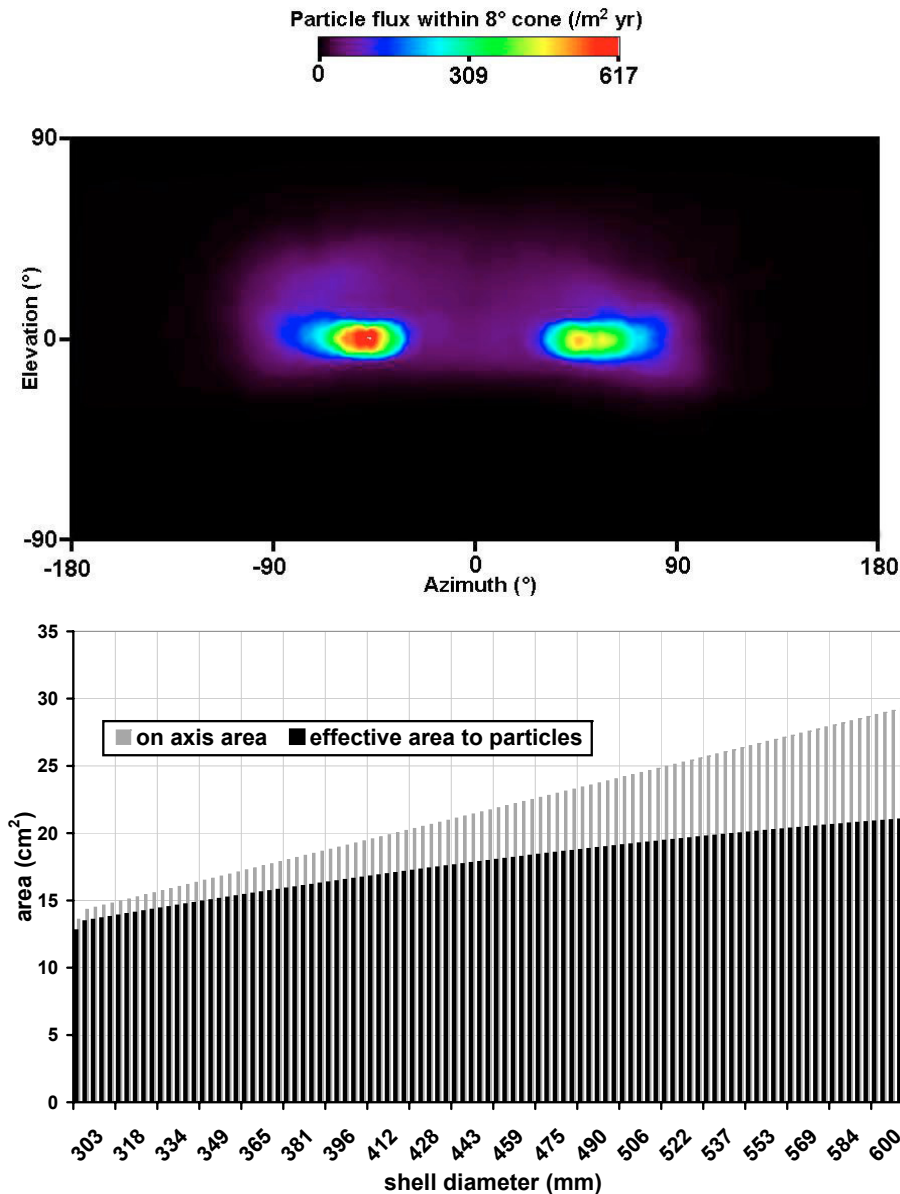 Particle flux within 8° cone (/m² yr)
0 309 617
90
0
-90
Elevation (°)
-180 -90 0 90 180
Azimuth (°)
35
30
25
20
15
10
5
0
area (cm²)
on axis area effective area to particles
303 318 334 349 365 381 396 412 428 443 459 475 490 506 522 537 553 569 584 600
shell diameter (mm)